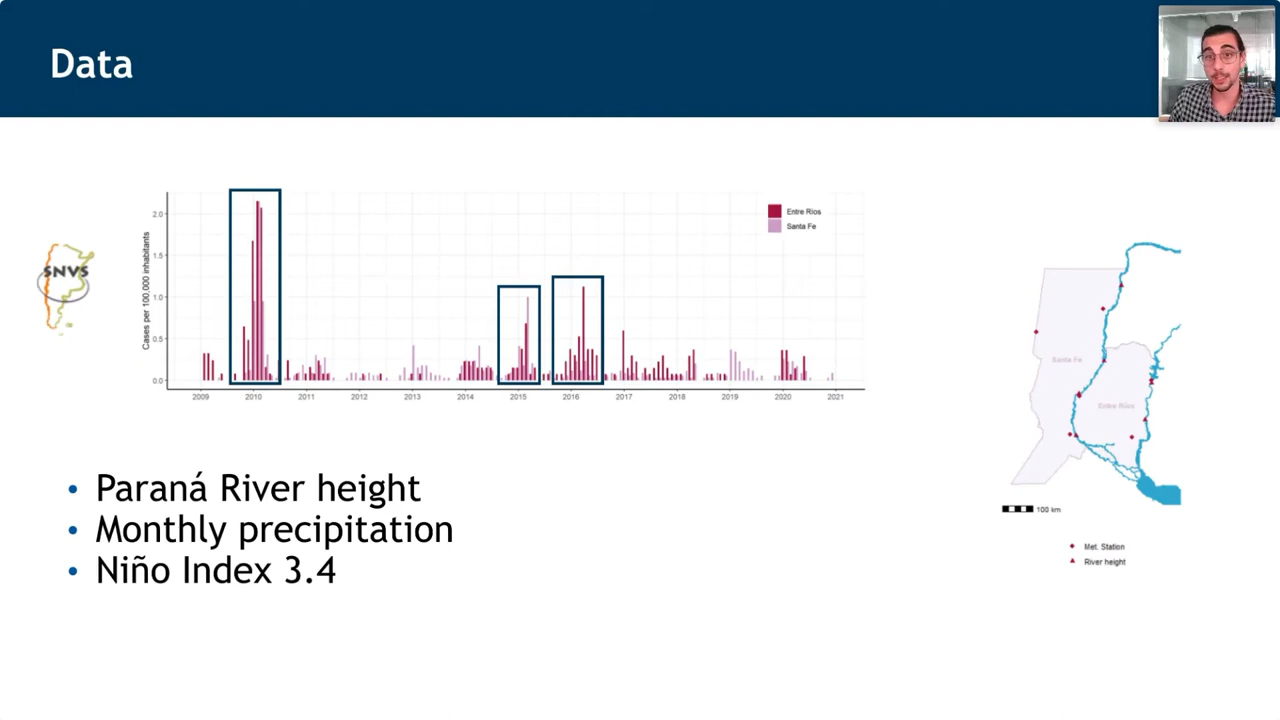 Data
SNVS
Cases per 100,000 inhabitants
2.0
1.5
1.0
0.5
0.0
2009 2010 2011 2012 2013 2014 2015 2016 2017 2018 2019 2020 2021
Entre Ríos
Santa Fe
Santa Fe
Entre Ríos
100 km
Met. Station
River height
• Paraná River height
• Monthly precipitation
• Niño Index 3.4